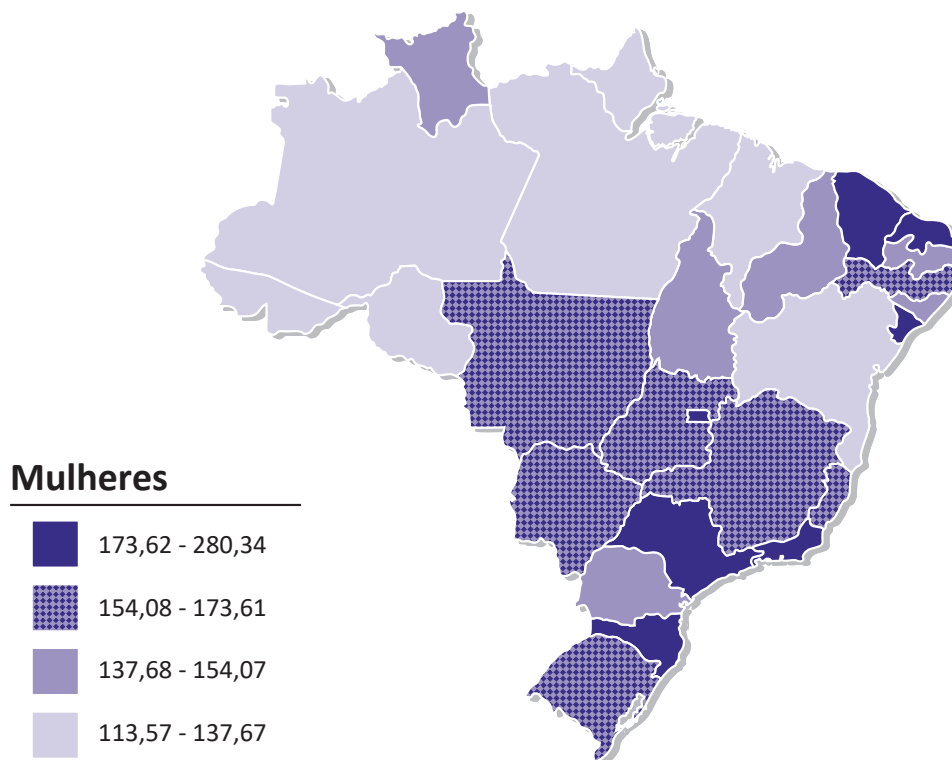 Mulheres
173,62 - 280,34
154,08 - 173,61
137,68 - 154,07
113,57 - 137,67